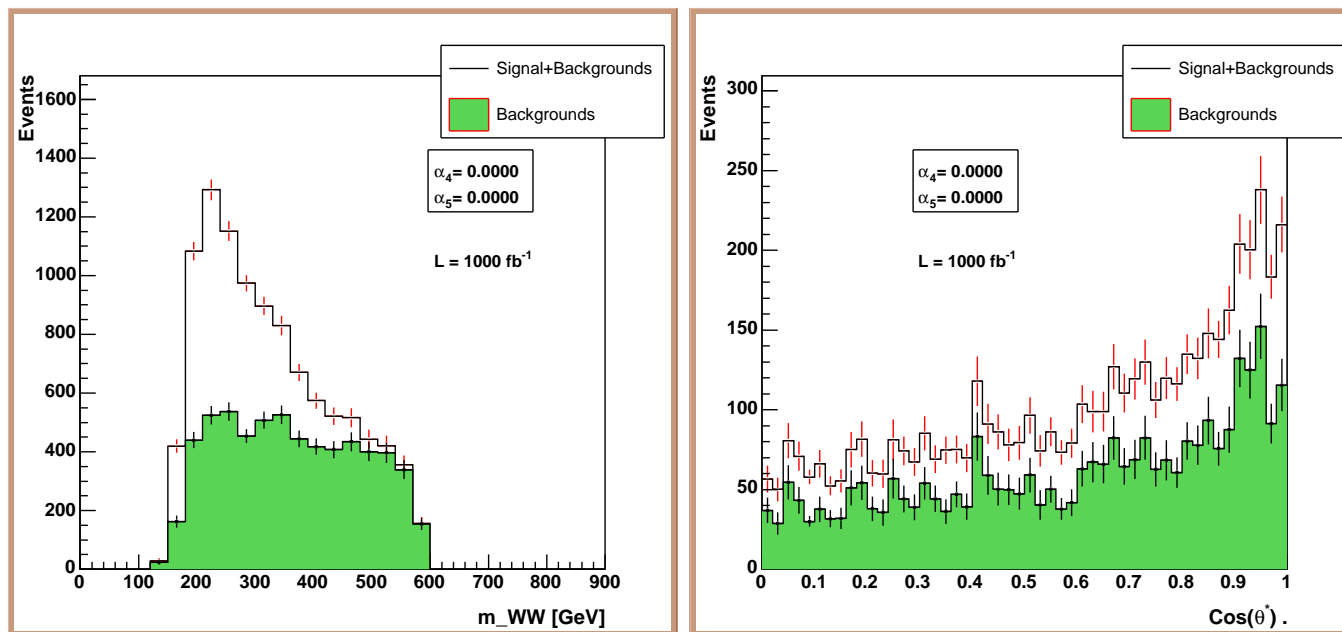 Signal+Backgrounds
Backgrounds
Events
1600
1400
1200
1000
800
600
400
200
0
α4= 0.0000
α5= 0.0000
L = 1000 fb-1
0 100 200 300 400 500 600 700 800 900
m_WW [GeV]
Signal+Backgrounds
Backgrounds
Events
300
250
200
150
100
50
0
α4= 0.0000
α5= 0.0000
L = 1000 fb-1
0 0.1 0.2 0.3 0.4 0.5 0.6 0.7 0.8 0.9 1
Cos(θ*) .